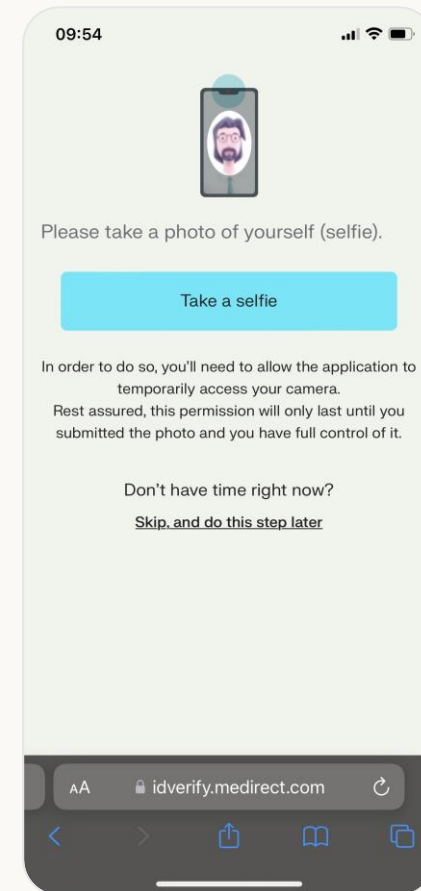 09:54
Please take a photo of yourself (selfie).
Take a selfie
In order to do so, you'll need to allow the application to
temporarily access your camera.
Rest assured, this permission will only last until you
submitted the photo and you have full control of it.
Don't have time right now?
Skip, and do this step later
AA idverify.medirect.com